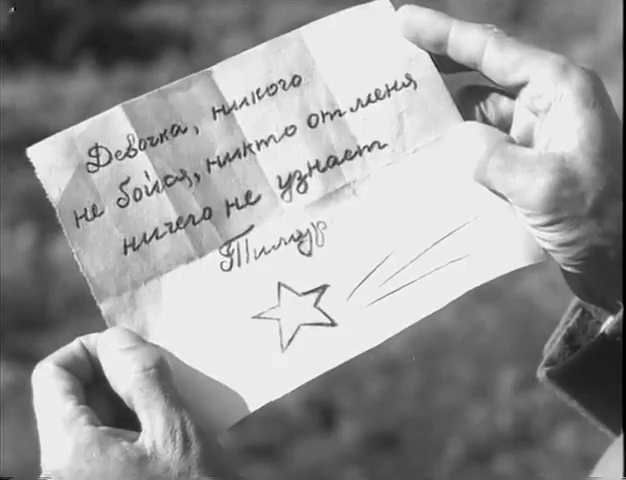 Девочка, никого
не бойся, никто от меня
ничего не узнает
Тимур